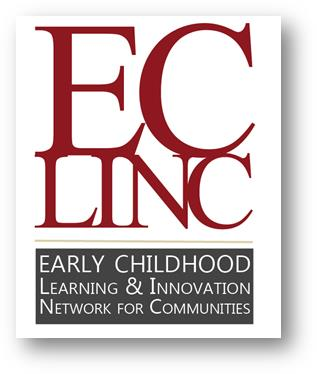 EC
LINC
EARLY CHILDHOOD
LEARNING & INNOVATION
NETWORK FOR COMMUNITIES